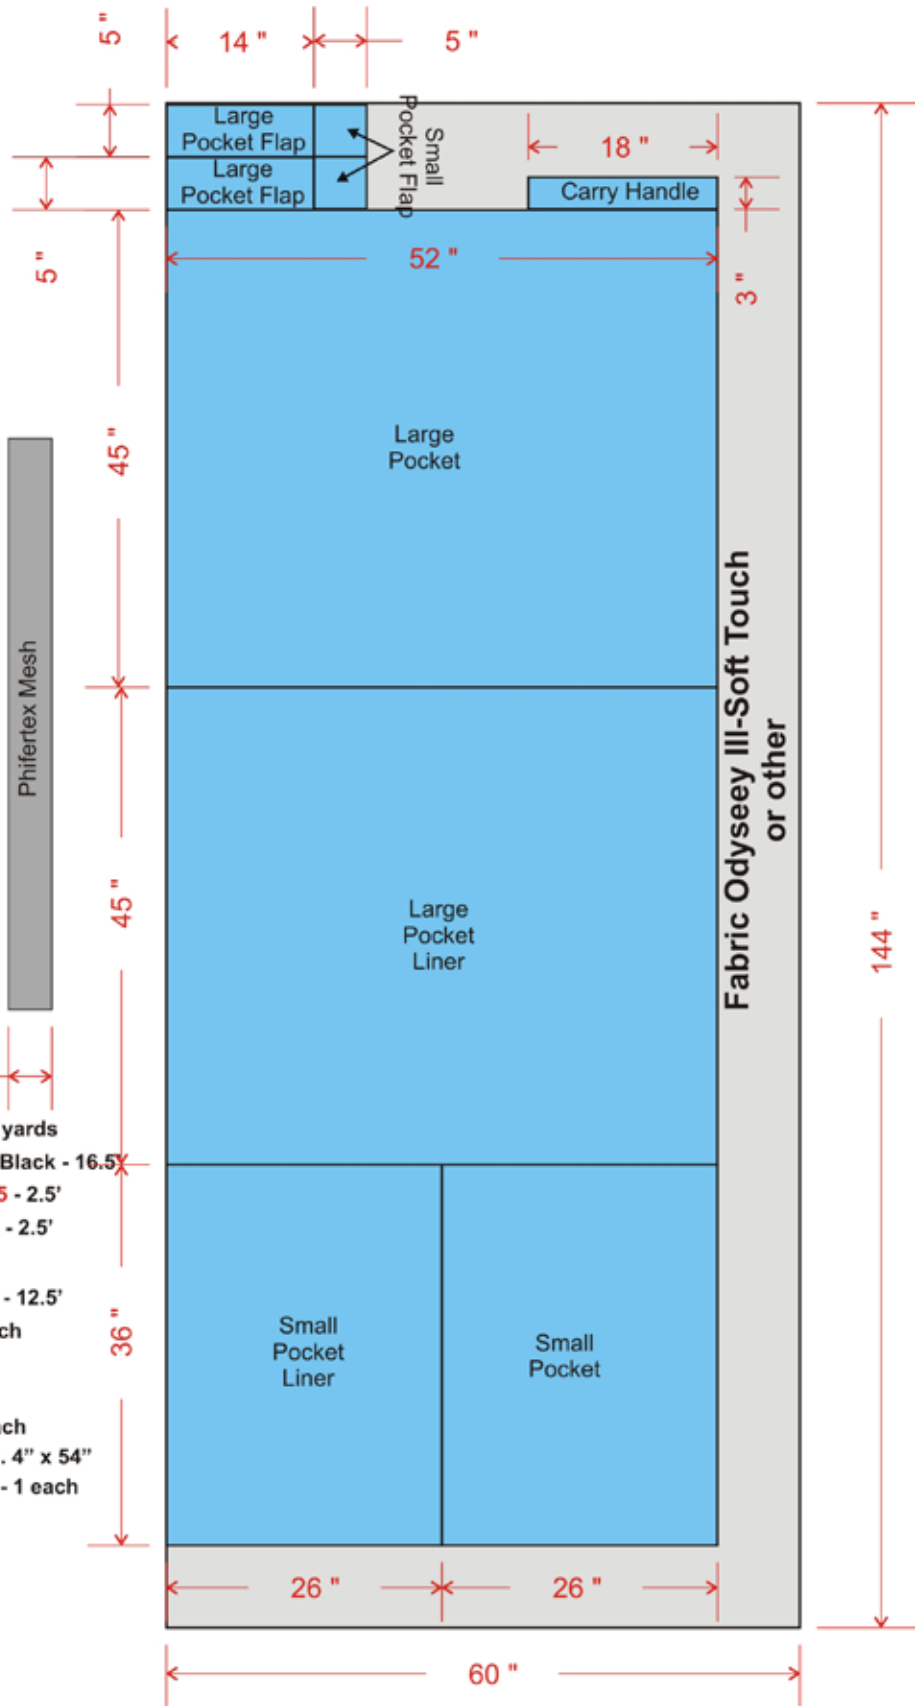 5 "
14 "
5 "
Large
Pocket Flap
Large
Pocket Flap
Small
Pocket Flap
18 "
Carry Handle
5 "
52 "
3 "
45 "
Large
Pocket
Phifertex Mesh
Fabric Odyseey III-Soft Touch
or other
45 "
Large
Pocket
Liner
144 "
yards
Black - 16.5'
5 - 2.5’
- 2.5’
- 12.5’
ch
ach
. 4” x 54”
- 1 each
36 "
Small
Pocket
Liner
Small
Pocket
26 "
26 "
60 "